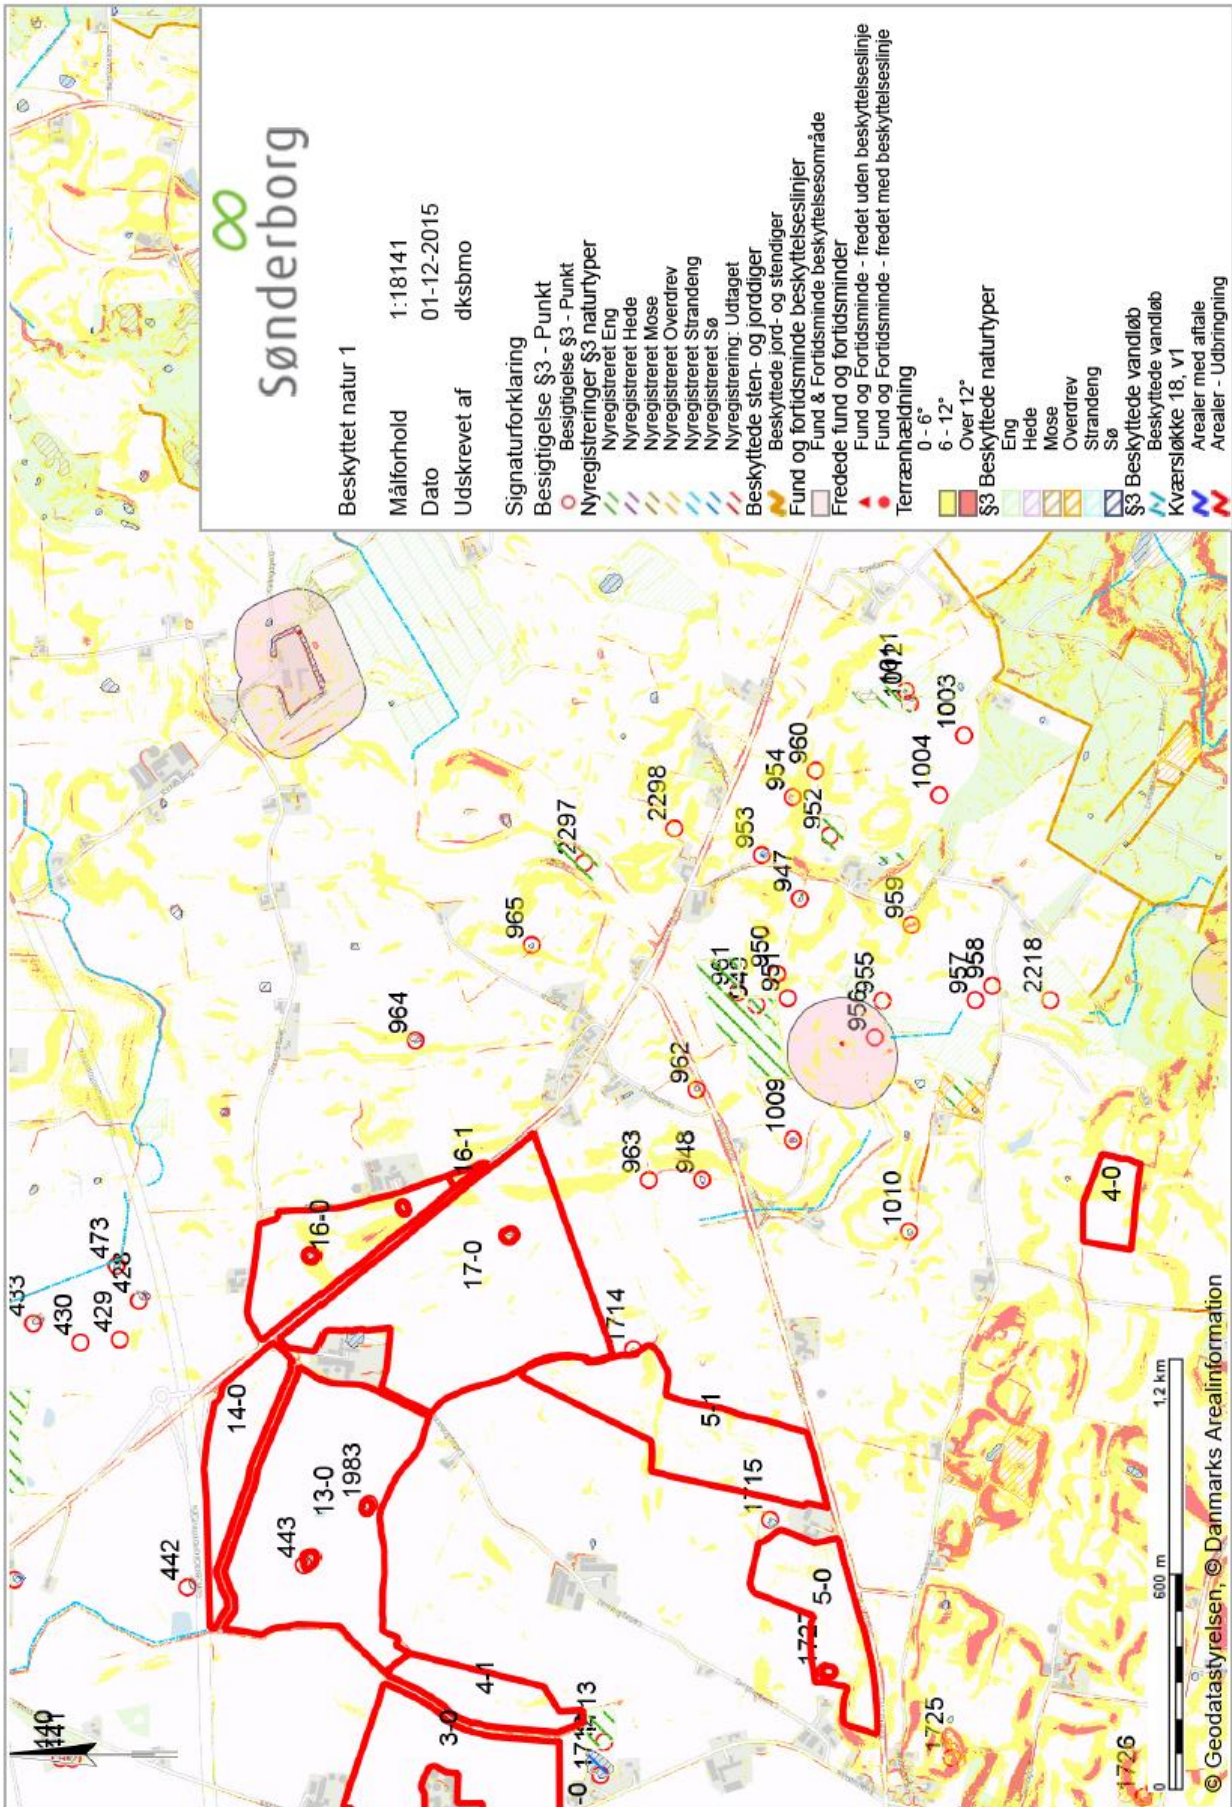 Sønderborg
Beskyttet natur 1
Målforhold 1:18141
Dato 01-12-2015
Udskrevet af dksbmo
Signaturforklaring
Besigtigelse §3 - Punkt
Besigtigelse §3 - Punkt
Nyregistreringer §3 naturtyper
Nyregistreret Eng
Nyregistreret Hede
Nyregistreret Mose
Nyregistreret Overdrev
Nyregistreret Strandeng
Nyregistreret Sø
Nyregistrering: Udtaget
Beskyttede sten- og jorddiger
Beskyttede jord- og stendiger
Fund og fortidsminde beskyttelseslinjer
Fund & Fortidsminde beskyttelsesområde
Fredede fund og fortidsminder
Fund og Fortidsminde - fredet uden beskyttelseslinje
Fund og Fortidsminde - fredet med beskyttelseslinje
Terrænhældning
0 - 6°
6 - 12°
Over 12°
§3 Beskyttede naturtyper
Eng
Hede
Mose
Overdrev
Strandeng
Sø
§3 Beskyttede vandløb
Beskyttede vandløb
Kværsløkke 18, v1
Arealer med aftale
Arealer - Udbringning
433
430
429
428
473
442
443
14-0
13-0
1983
16-0
16-1
17-0
964
965
2297
2298
953
947
954
952
960
1004
1003
959
950
951
961
955
956
957
958
2218
962
963
948
1009
1010
1714
5-1
1715
5-0
1727
4-1
3-0
4-0
1725
1726
0 600 m 1,2 km
© Geodatastyrelsen, © Danmarks Arealinformation